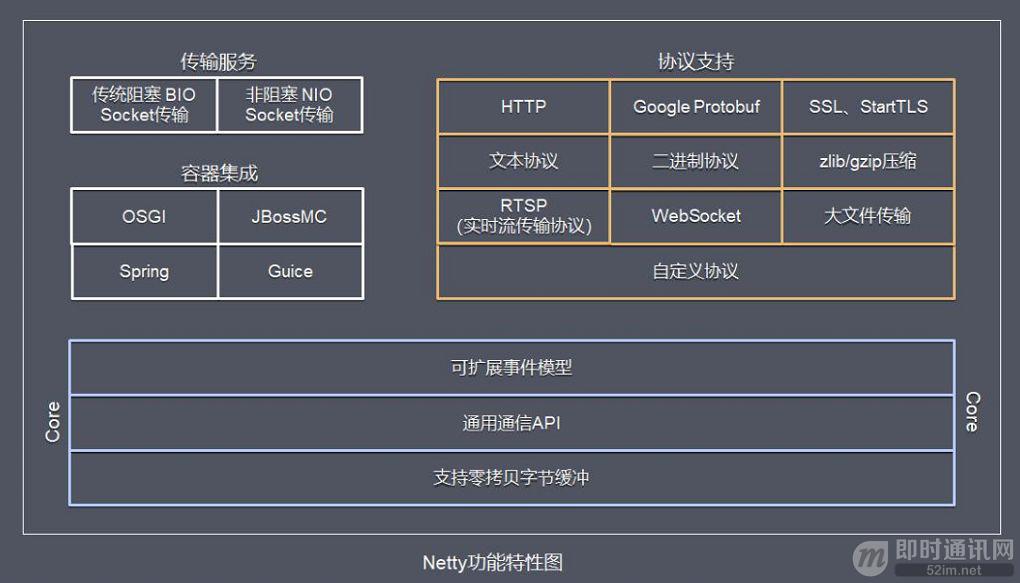 传输服务
传统阻塞 BIO
Socket传输
非阻塞 NIO
Socket传输
容器集成
OSGI
JBossMC
Spring
Guice
协议支持
HTTP
Google Protobuf
SSL、StartTLS
文本协议
二进制协议
zlib/gzip压缩
RTSP
(实时流传输协议)
WebSocket
大文件传输
自定义协议
Core
可扩展事件模型
通用通信API
支持零拷贝字节缓冲
Core
Netty功能特性图
即时通讯网
52im.net